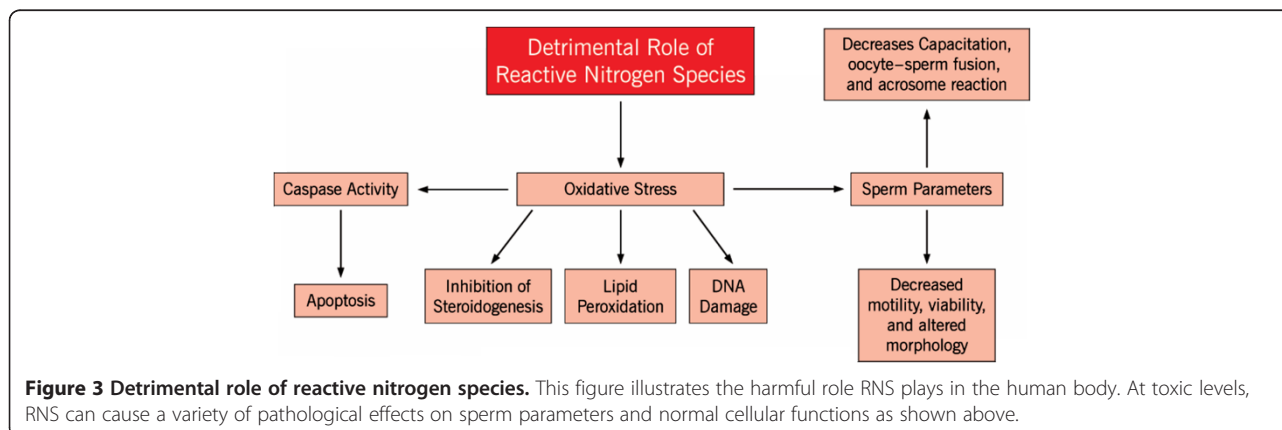 Detrimental Role of
Reactive Nitrogen Species
Decreases Capacitation,
oocyte–sperm fusion,
and acrosome reaction
Caspase Activity
Oxidative Stress
Sperm Parameters
Apoptosis
Inhibition of
Steroidogenesis
Lipid
Peroxidation
DNA
Damage
Decreased
motility, viability,
and altered
morphology
Figure 3 Detrimental role of reactive nitrogen species. This figure illustrates the harmful role RNS plays in the human body. At toxic levels,
RNS can cause a variety of pathological effects on sperm parameters and normal cellular functions as shown above.